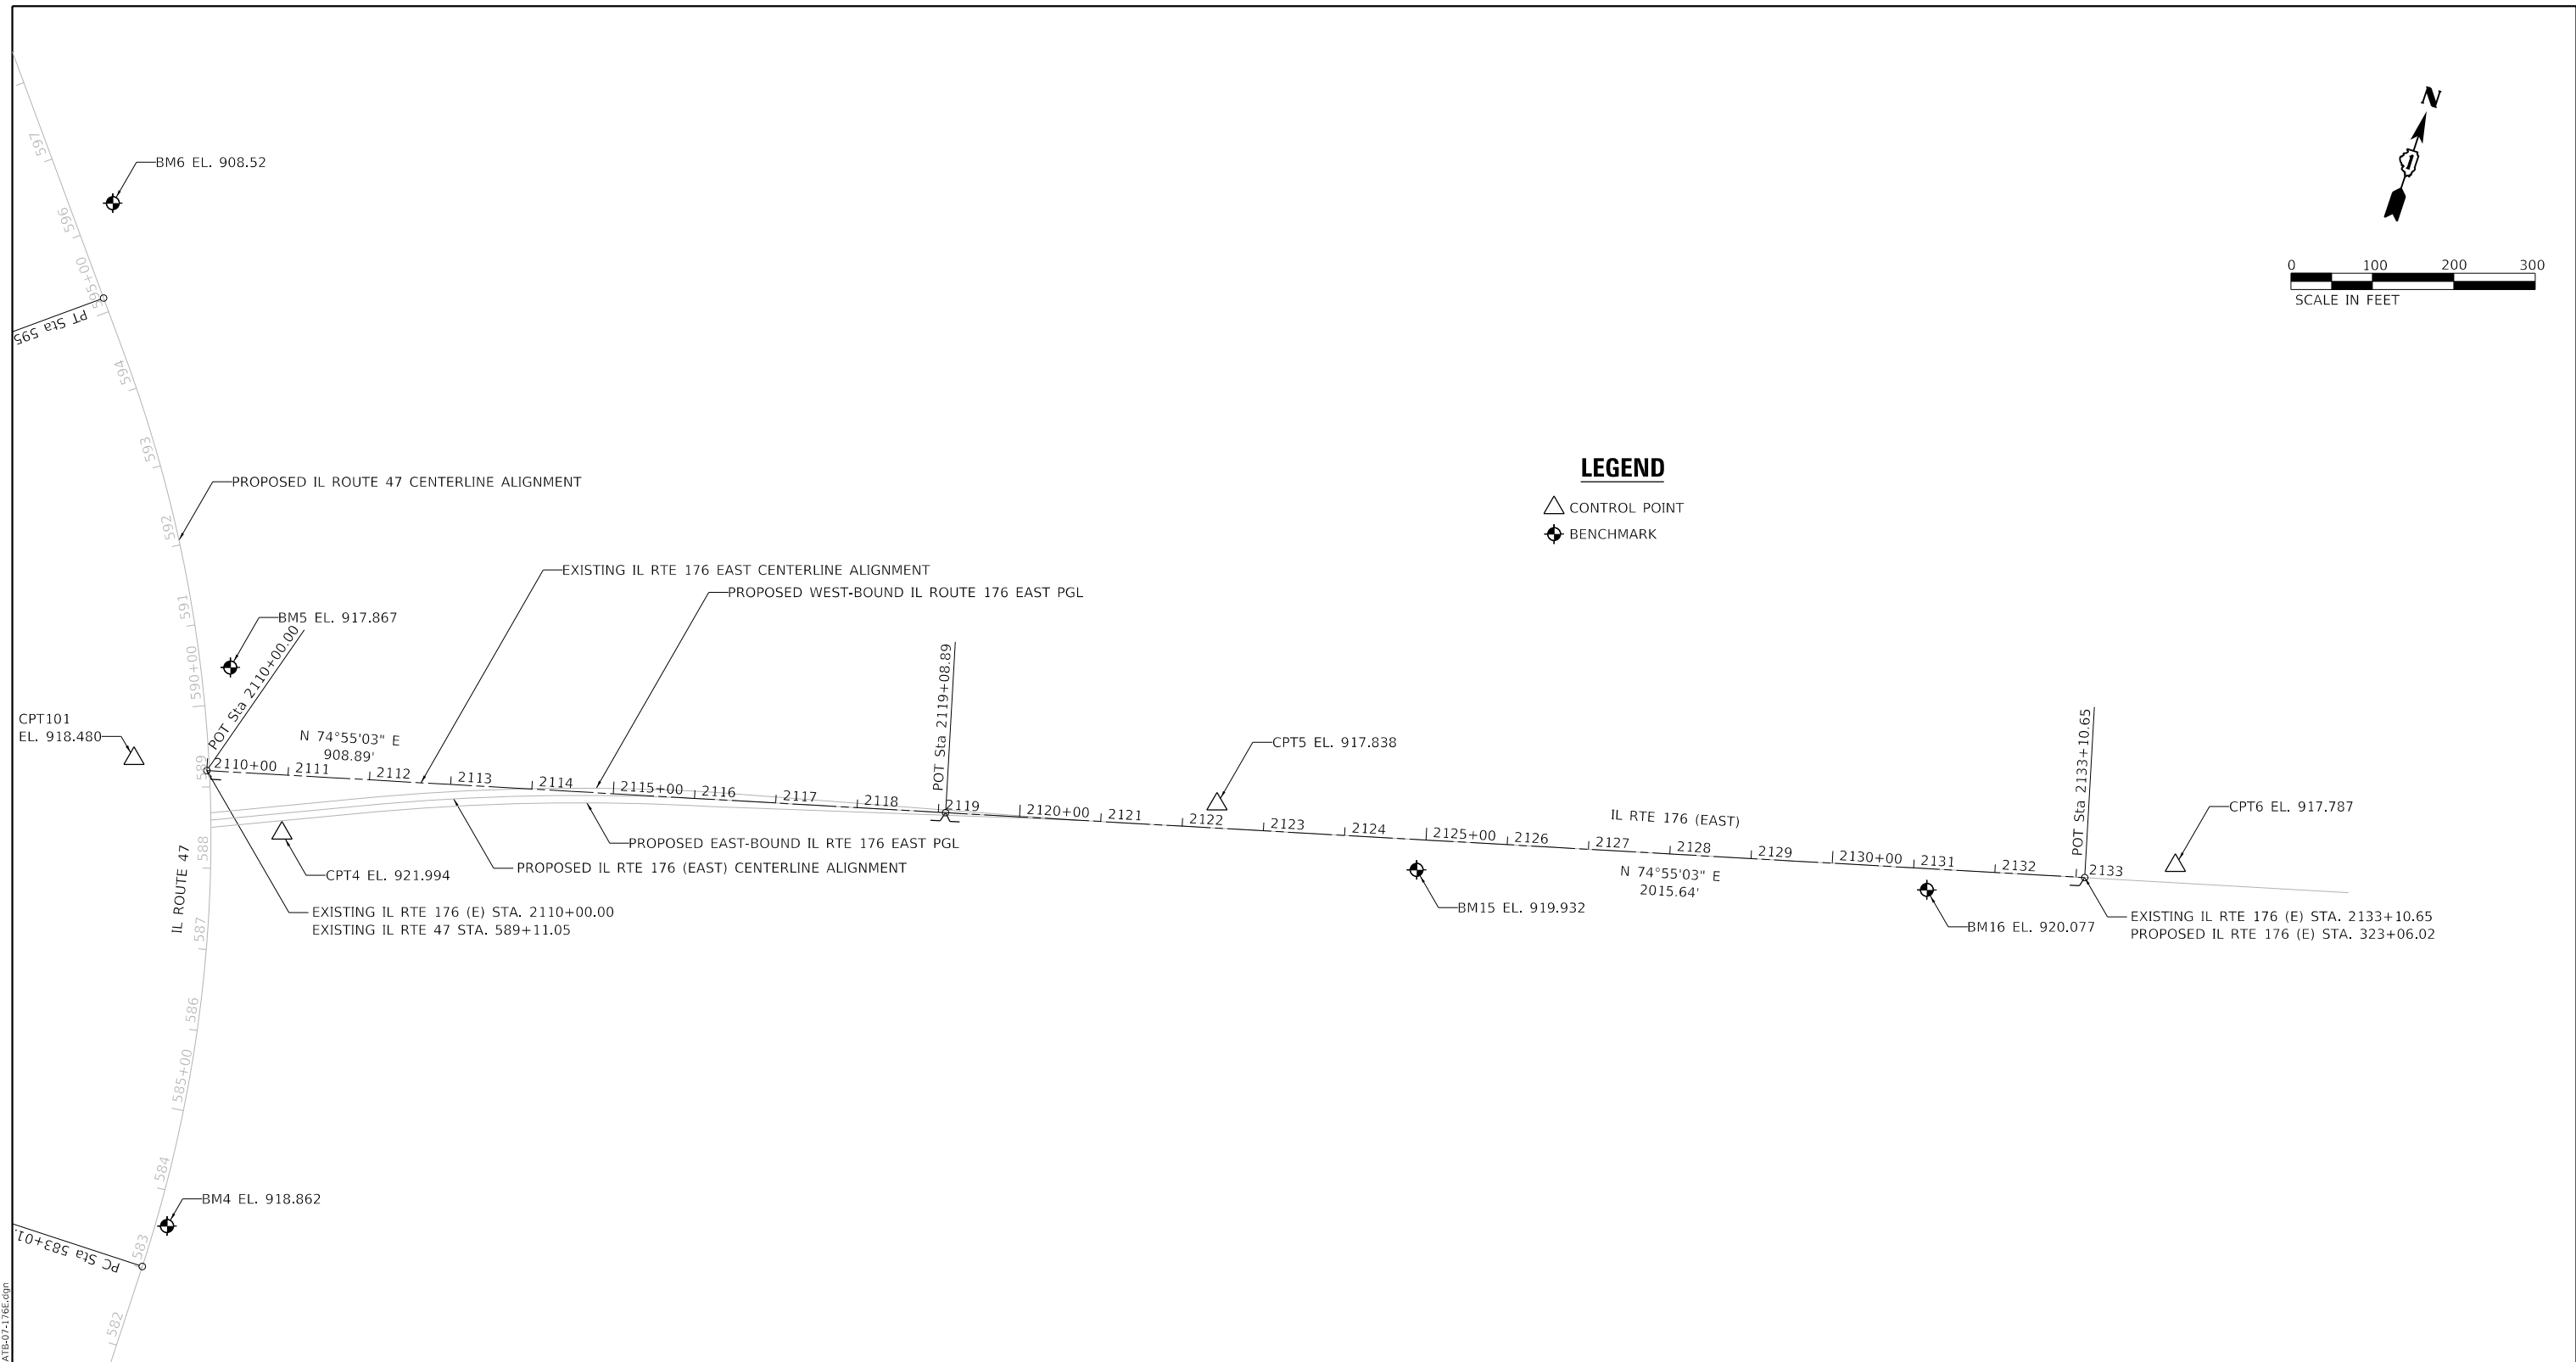 N
1
0 100 200 300
SCALE IN FEET
597
BM6 EL. 908.52
596
595+00
PT Sta 595
594
593
PROPOSED IL ROUTE 47 CENTERLINE ALIGNMENT
592
LEGEND
CONTROL POINT
BENCHMARK
EXISTING IL RTE 176 EAST CENTERLINE ALIGNMENT
PROPOSED WEST-BOUND IL ROUTE 176 EAST PGL
591
BM5 EL. 917.867
590+00
POT Sta 2110+00.00
POT Sta 2119+08.89
POT Sta 2133+10.65
CPT101
EL. 918.480
N 74°55'03" E
908.89'
CPT5 EL. 917.838
589
2110+00 2111 2112 2113 2114 2115+00 2116 2117 2118 2119 2120+00 2121 2122 2123 2124 2125+00 2126 2127 2128 2129 2130+00 2131 2132 2133
IL RTE 176 (EAST)
CPT6 EL. 917.787
588
IL ROUTE 47
PROPOSED EAST-BOUND IL RTE 176 EAST PGL
PROPOSED IL RTE 176 (EAST) CENTERLINE ALIGNMENT
CPT4 EL. 921.994
N 74°55'03" E
2015.64'
BM15 EL. 919.932
BM16 EL. 920.077
EXISTING IL RTE 176 (E) STA. 2110+00.00
EXISTING IL RTE 47 STA. 589+11.05
EXISTING IL RTE 176 (E) STA. 2133+10.65
PROPOSED IL RTE 176 (E) STA. 323+06.02
587
586
585+00
584
BM4 EL. 918.862
583
PC Sta 583+01.
582
ATB-07-176E.dgn